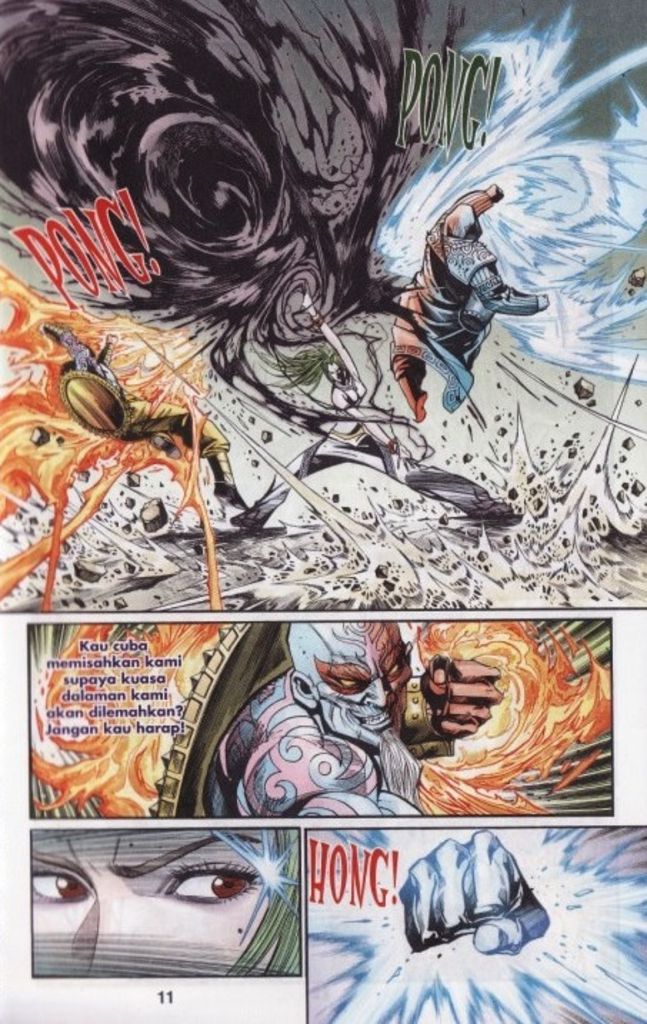 PONG!
PONG!
Kau cuba
memisahkan kami
supaya kuasa
dalaman kami
akan dilemahkan?
Jangan kau harap!
HONG!
11